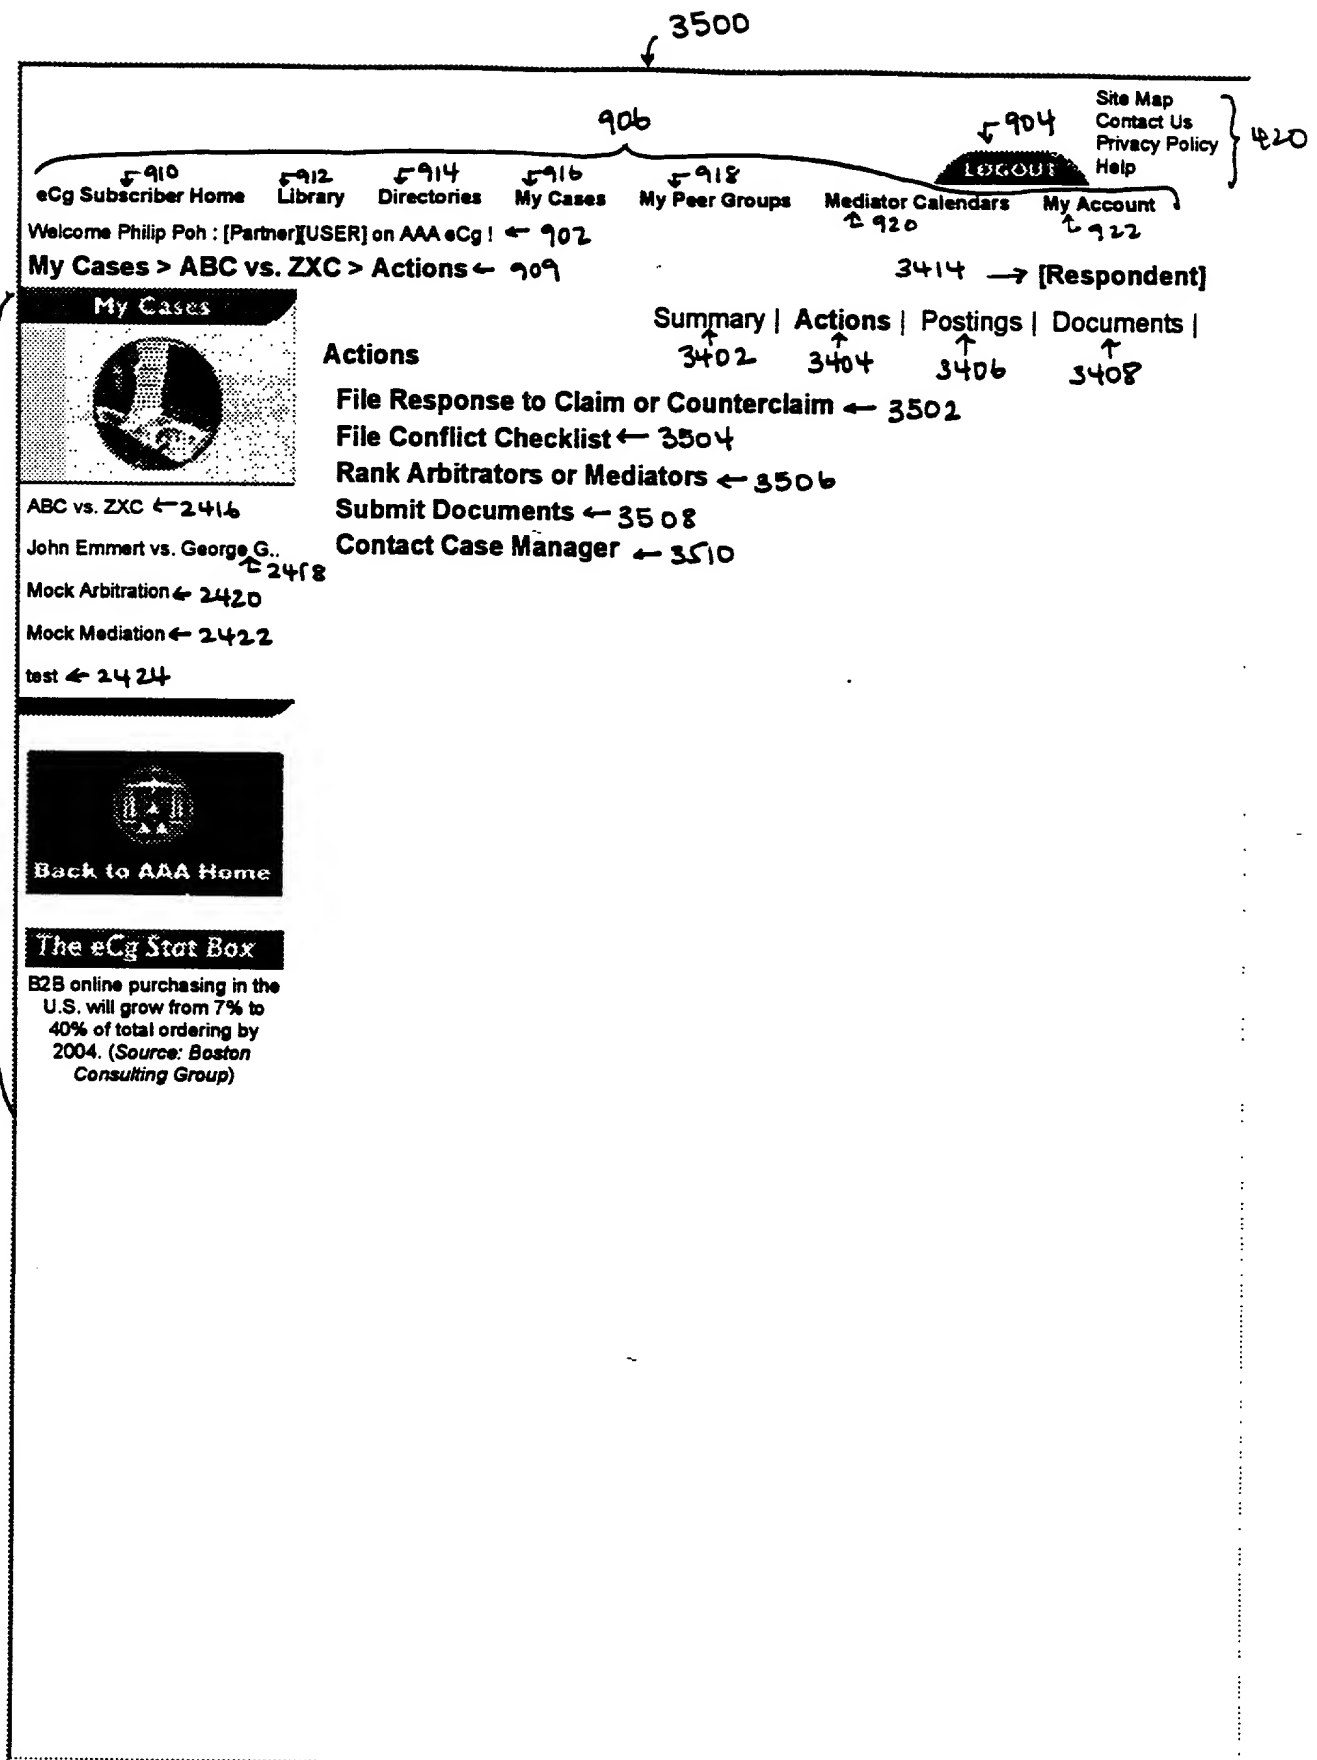 3500
Site Map
Contact Us
Privacy Policy
Help
420
906
904
LOGOUT
910 912 914 916 918
eCg Subscriber Home Library Directories My Cases My Peer Groups Mediator Calendars My Account
920 922
Welcome Philip Poh : [Partner][USER] on AAA eCg ! ← 902
My Cases > ABC vs. ZXC > Actions ← 909
3414 → [Respondent]
My Cases
Summary | Actions | Postings | Documents |
3402 3404 3406 3408
Actions
File Response to Claim or Counterclaim ← 3502
File Conflict Checklist ← 3504
Rank Arbitrators or Mediators ← 3506
Submit Documents ← 3508
Contact Case Manager ← 3510
ABC vs. ZXC ← 2416
John Emmert vs. George G..
2418
Mock Arbitration ← 2420
Mock Mediation ← 2422
test ← 2424
Back to AAA Home
The eCg Stat Box
B2B online purchasing in the
U.S. will grow from 7% to
40% of total ordering by
2004. (Source: Boston
Consulting Group)